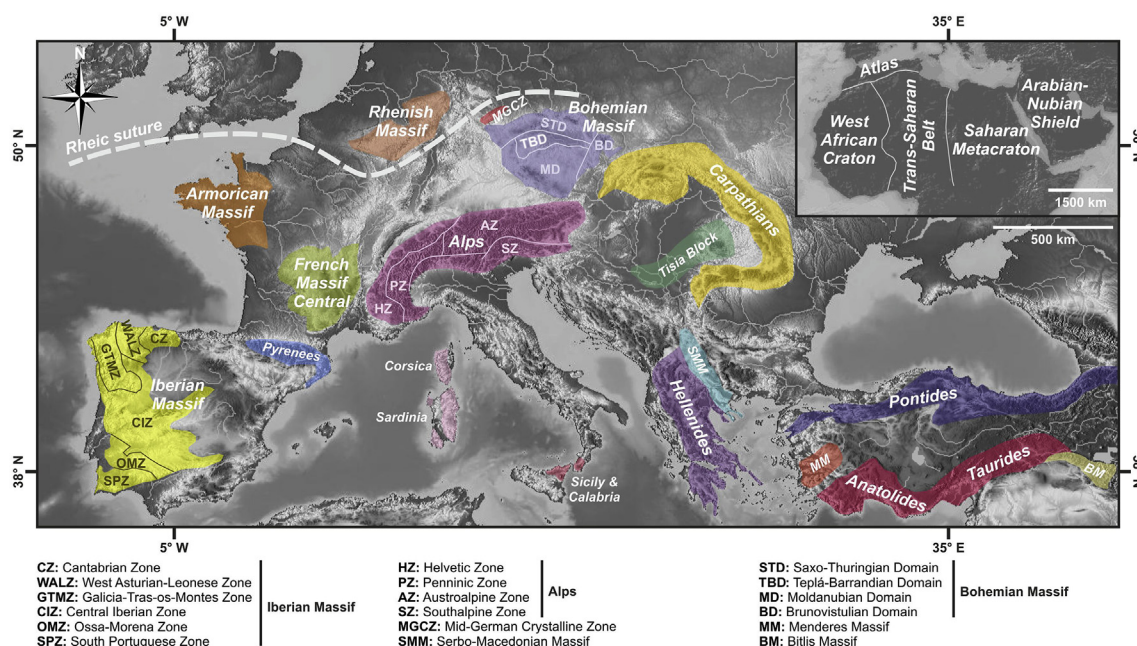 5° W
35° E
N
Rheic suture
50° N
38° N
Armorican
Massif
Rhenish
Massif
MGCZ
Bohemian
Massif
STD
TBD
BD
MD
Carpathians
Alps
AZ
SZ
PZ
HZ
Tisia Block
French
Massif
Central
Pyrenees
WALZ
CZ
GTMZ
Iberian
Massif
CIZ
OMZ
SPZ
Corsica
Sardinia
Sicily &
Calabria
SMM
Hellenides
Pontides
MM
Anatolides
Taurides
BM
Atlas
West
African
Craton
Trans-Saharan
Belt
Saharan
Metacraton
Arabian-
Nubian
Shield
1500 km
500 km
N°0
N°0
5° W
35° E
CZ: Cantabrian Zone
WALZ: West Asturian-Leonese Zone
GTMZ: Galicia-Tras-os-Montes Zone
CIZ: Central Iberian Zone
OMZ: Ossa-Morena Zone
SPZ: South Portuguese Zone
Iberian Massif
HZ: Helvetic Zone
PZ: Penninic Zone
AZ: Austroalpine Zone
SZ: Southalpine Zone
Alps
MGCZ: Mid-German Crystalline Zone
SMM: Serbo-Macedonian Massif
STD: Saxo-Thuringian Domain
TBD: Teplá-Barrandian Domain
MD: Moldanubian Domain
BD: Brunovistulian Domain
Bohemian Massif
MM: Menderes Massif
BM: Bitlis Massif